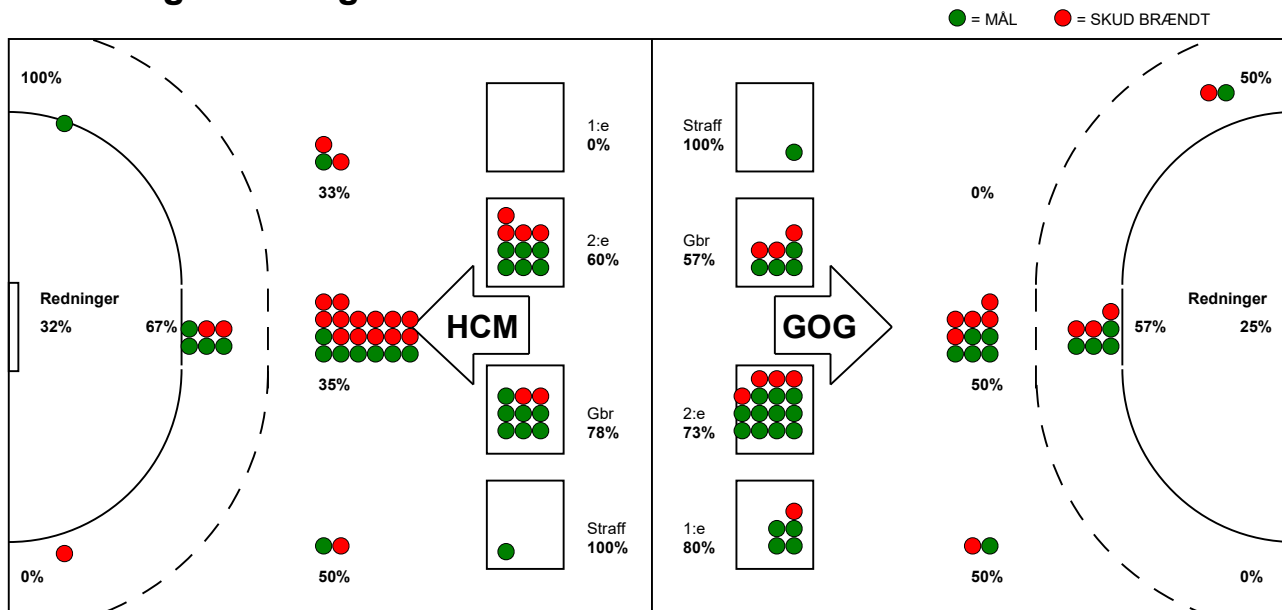 = MÅL = SKUD BRÆNDT
100% 50%
1:e
0%
Straff
100%
33% 0%
2:e
60%
Gbr
57%
Redninger
32%
67%
HCM
GOG
57%
Redninger
25%
35% 50%
Gbr
78%
2:e
73%
Straff
100%
1:e
80%
0% 50% 50% 0%